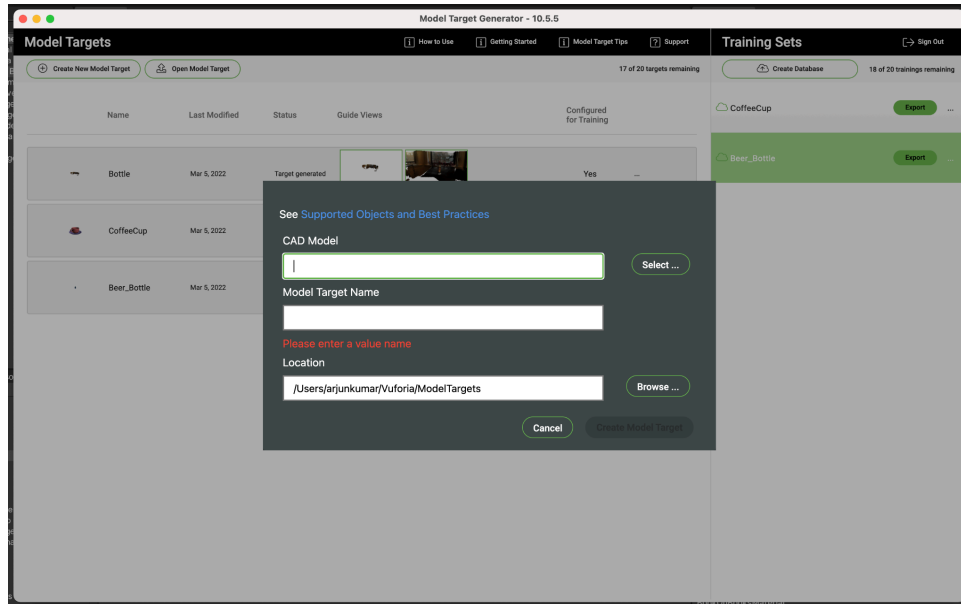 Model Target Generator - 10.5.5
Model Targets
How to Use
Getting Started
Model Target Tips
Support
Training Sets
Sign Out
Create New Model Target
Open Model Target
17 of 20 targets remaining
Create Database
18 of 20 trainings remaining
Name
Last Modified
Status
Guide Views
Configured
for Training
CoffeeCup
Export
...
Beer_Bottle
Export
...
Bottle
Mar 5, 2022
Target generated
Yes
...
CoffeeCup
Mar 5, 2022
Beer_Bottle
Mar 5, 2022
See Supported Objects and Best Practices
CAD Model
Select ...
Model Target Name
Please enter a value name
Location
/Users/arjunkumar/Vuforia/ModelTargets
Browse ...
Cancel
Create Model Target